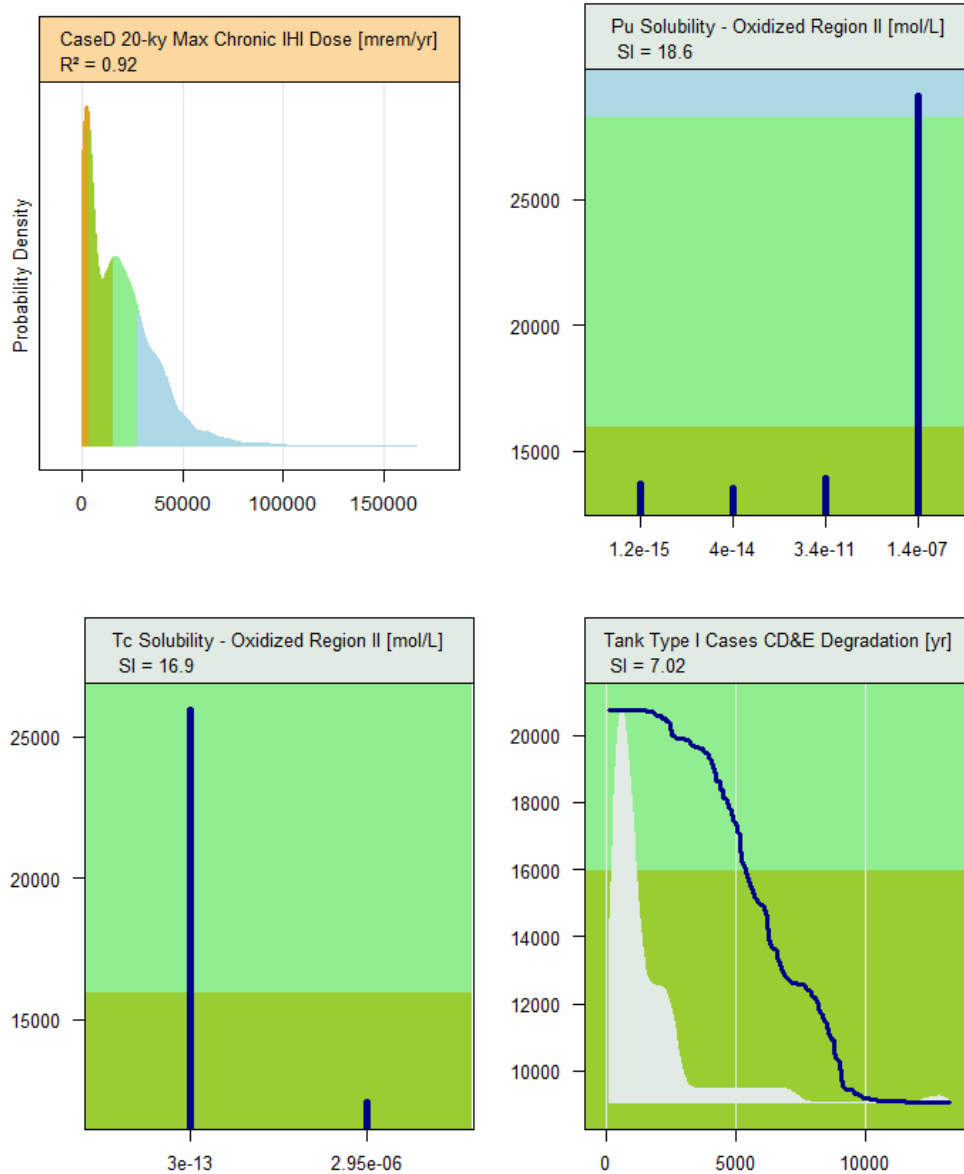 CaseD 20-ky Max Chronic IHI Dose [mrem/yr]
R² = 0.92
Probability Density
0 50000 100000 150000
Pu Solubility - Oxidized Region II [mol/L]
SI = 18.6
25000
20000
15000
1.2e-15 4e-14 3.4e-11 1.4e-07
Tc Solubility - Oxidized Region II [mol/L]
SI = 16.9
25000
20000
15000
3e-13 2.95e-06
Tank Type I Cases CD&E Degradation [yr]
SI = 7.02
20000
18000
16000
14000
12000
10000
0 5000 10000